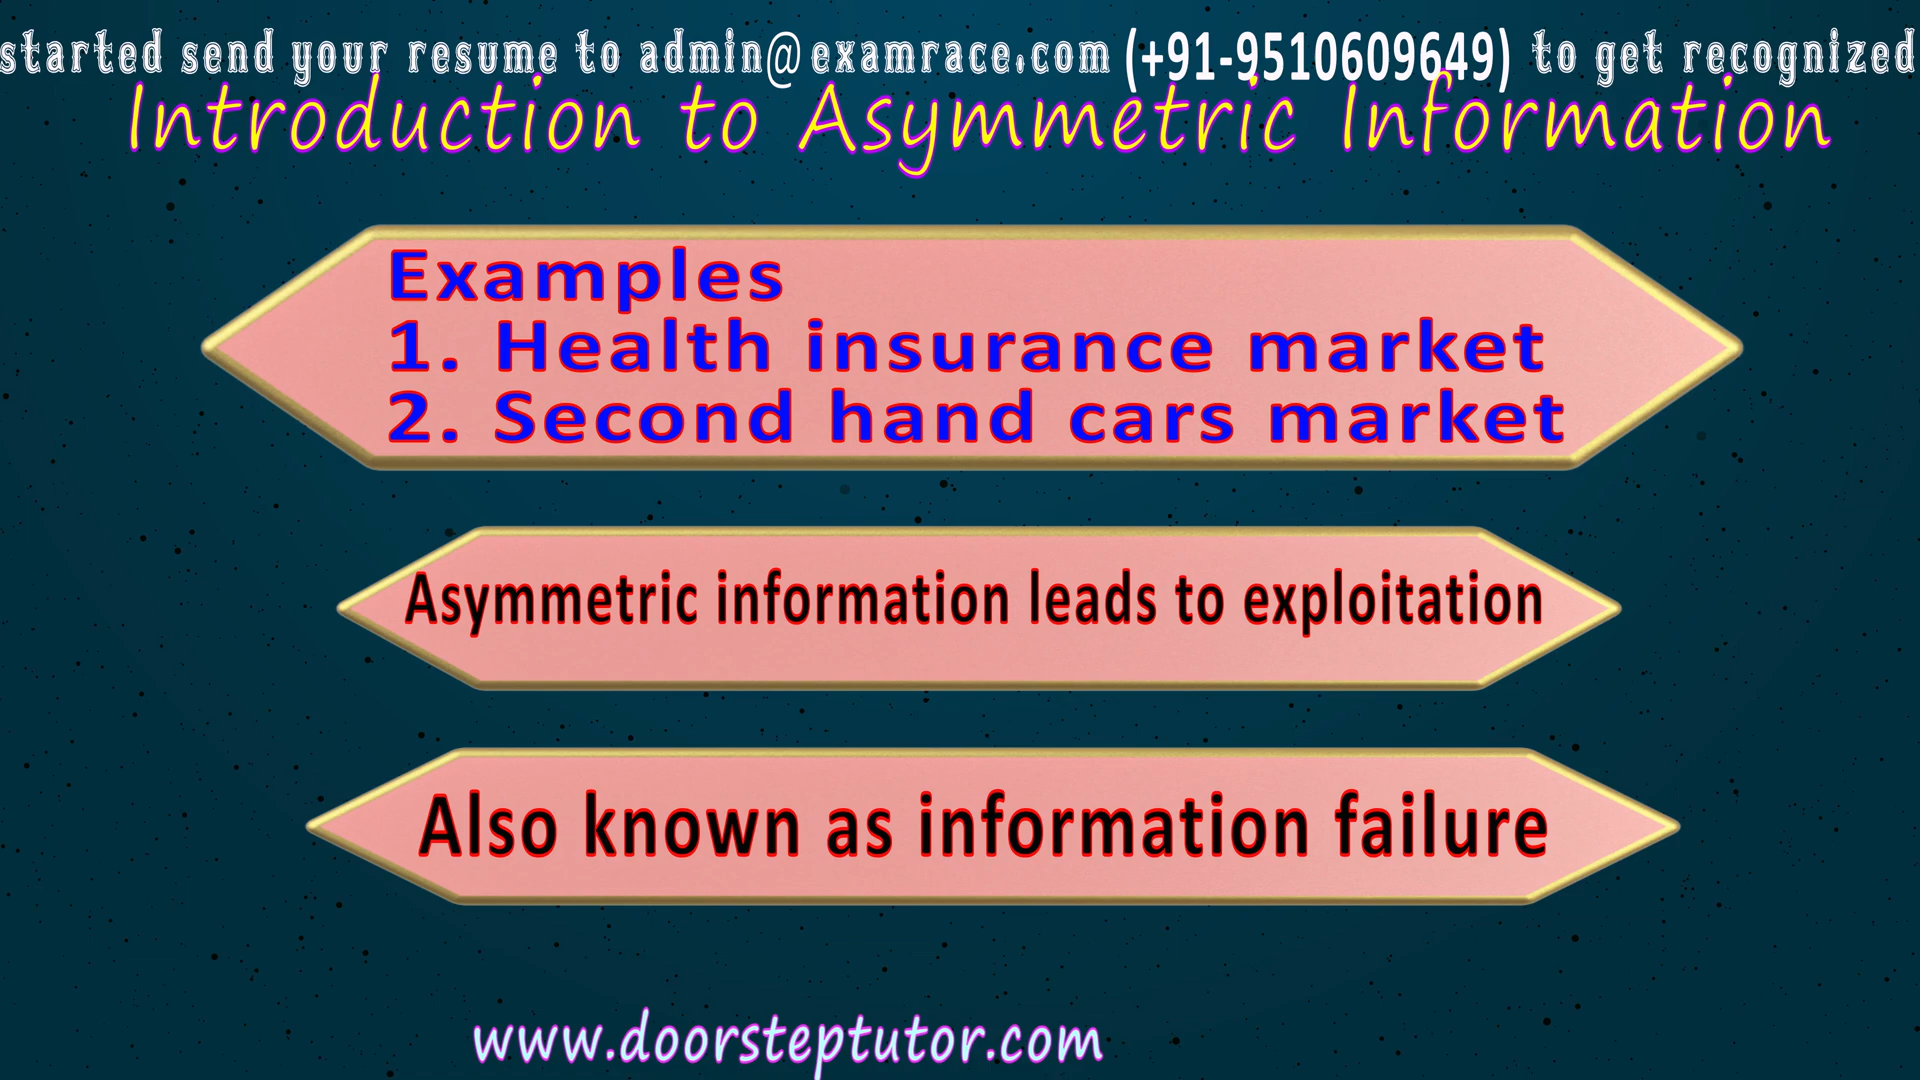 started send your resume to admin@examrace.com (+91-9510609649) to get recognized
Introduction to Asymmetric Information
Examples
1. Health insurance market
2. Second hand cars market
Asymmetric information leads to exploitation
Also known as information failure
www.doorsteptutor.com